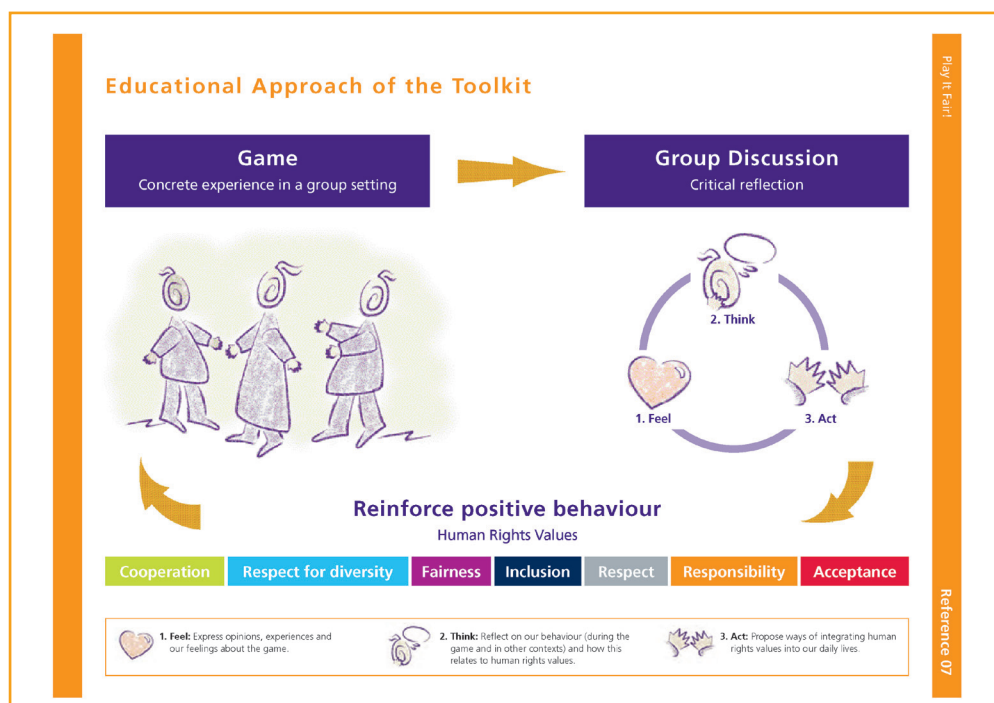 Educational Approach of the Toolkit
Play It Fair!
Game
Concrete experience in a group setting
Group Discussion
Critical reflection
2. Think
1. Feel
3. Act
Reinforce positive behaviour
Human Rights Values
Cooperation
Respect for diversity
Fairness
Inclusion
Respect
Responsibility
Acceptance
1. Feel: Express opinions, experiences and
our feelings about the game.
2. Think: Reflect on our behaviour (during the
game and in other contexts) and how this
relates to human rights values.
3. Act: Propose ways of integrating human
rights values into our daily lives.
Reference 07